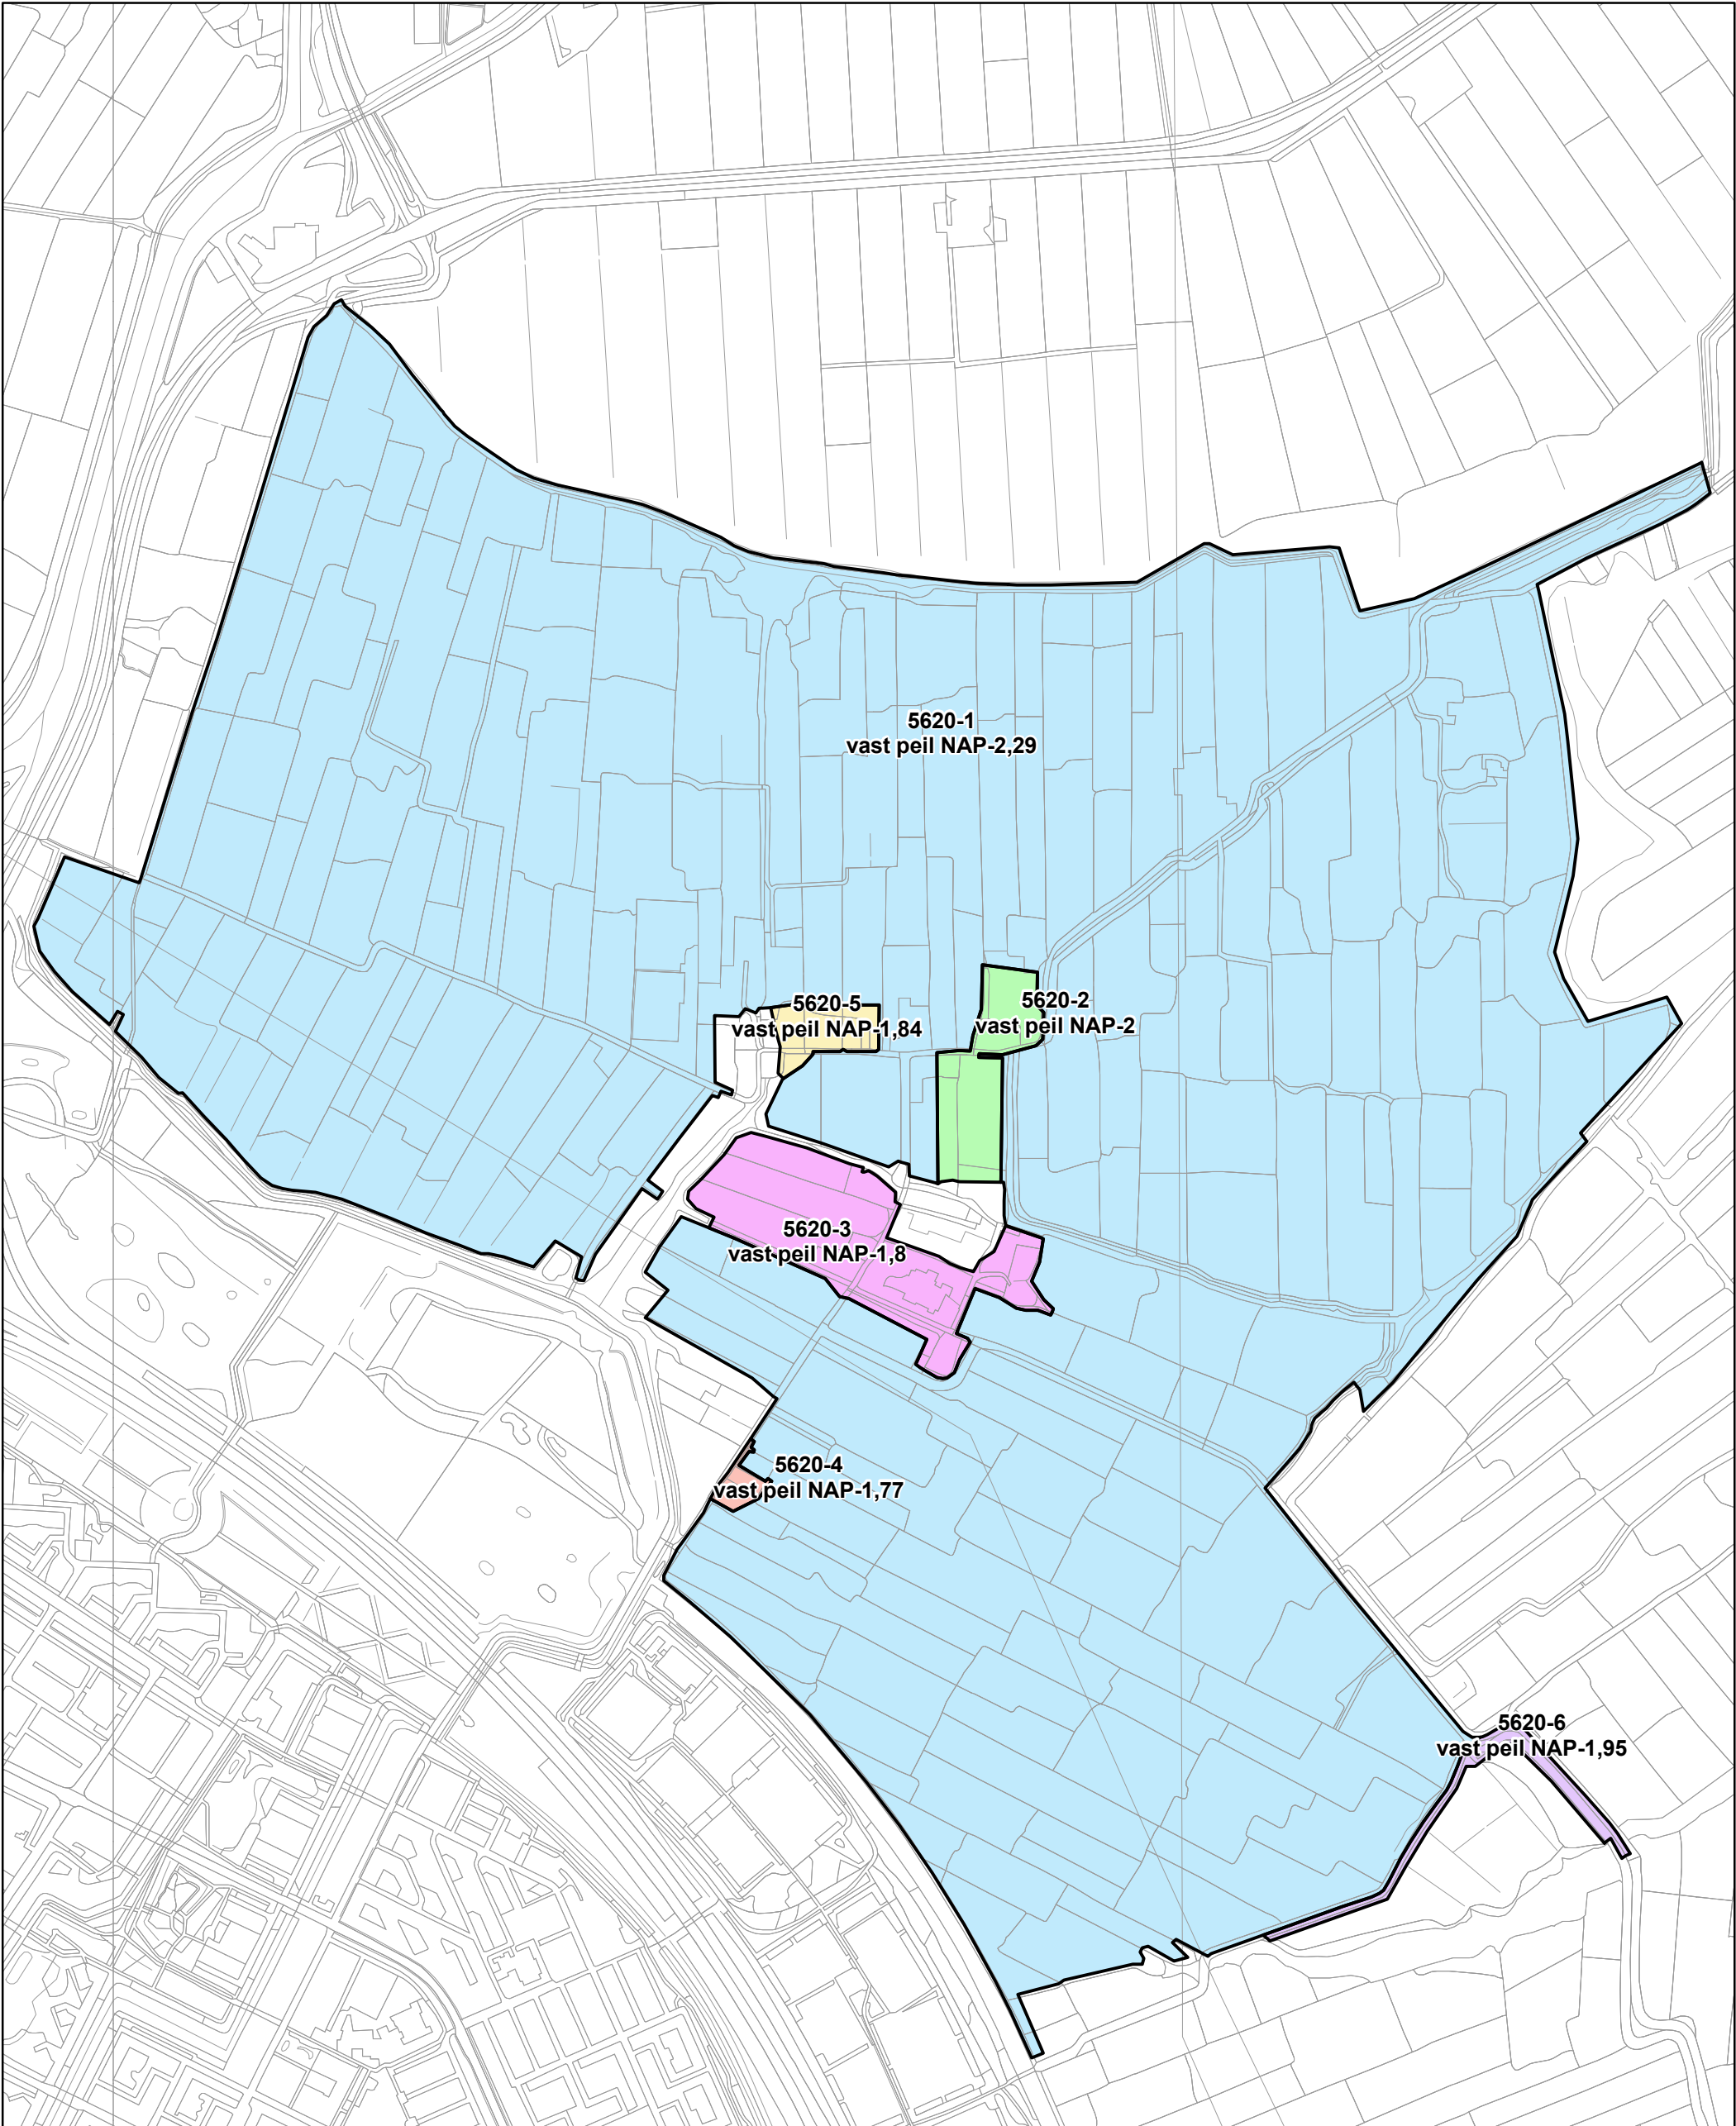 5620-1
vast peil NAP-2,29
5620-5
vast peil NAP-1,84
5620-2
vast peil NAP-2
5620-3
vast peil NAP-1,8
5620-4
vast peil NAP-1,77
5620-6
vast peil NAP-1,95